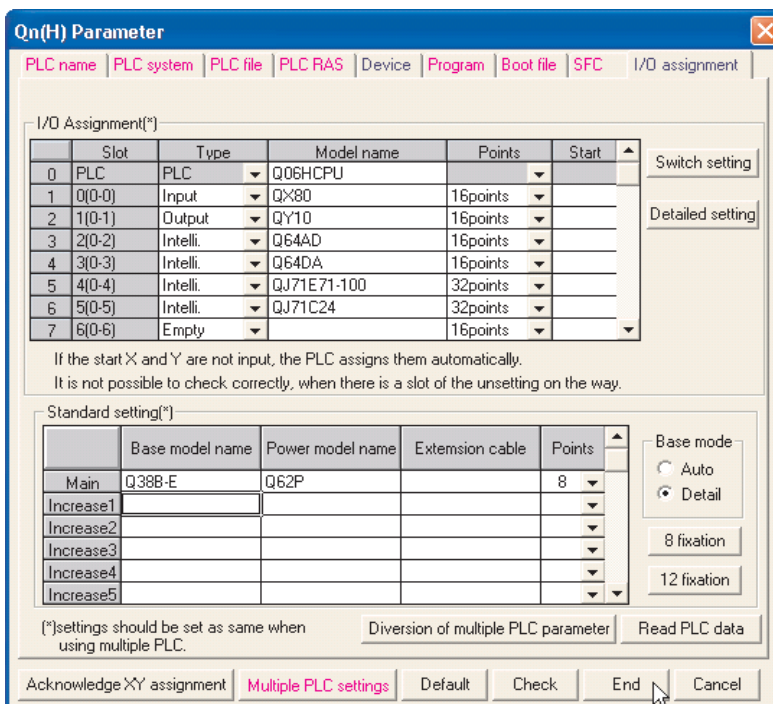 Qn(H) Parameter
PLC name PLC system PLC file PLC RAS Device Program Boot file SFC I/O assignment
I/O Assignment(*)
Slot Type Model name Points Start
0 PLC PLC Q06HCPU
1 0(0-0) Input QX80 16points
2 1(0-1) Output QY10 16points
3 2(0-2) Intelli. Q64AD 16points
4 3(0-3) Intelli. Q64DA 16points
5 4(0-4) Intelli. QJ71E71-100 32points
6 5(0-5) Intelli. QJ71C24 32points
7 6(0-6) Empty 16points
Switch setting
Detailed setting
If the start X and Y are not input, the PLC assigns them automatically.
It is not possible to check correctly, when there is a slot of the unsetting on the way.
Standard setting(*)
Base model name Power model name Extemsion cable Points
Main Q38B-E Q62P 8
Increase1
Increase2
Increase3
Increase4
Increase5
Base mode
Auto
Detail
8 fixation
12 fixation
(*)settings should be set as same when
using multiple PLC.
Diversion of multiple PLC parameter Read PLC data
Acknowledge XY assignment Multiple PLC settings Default Check End Cancel